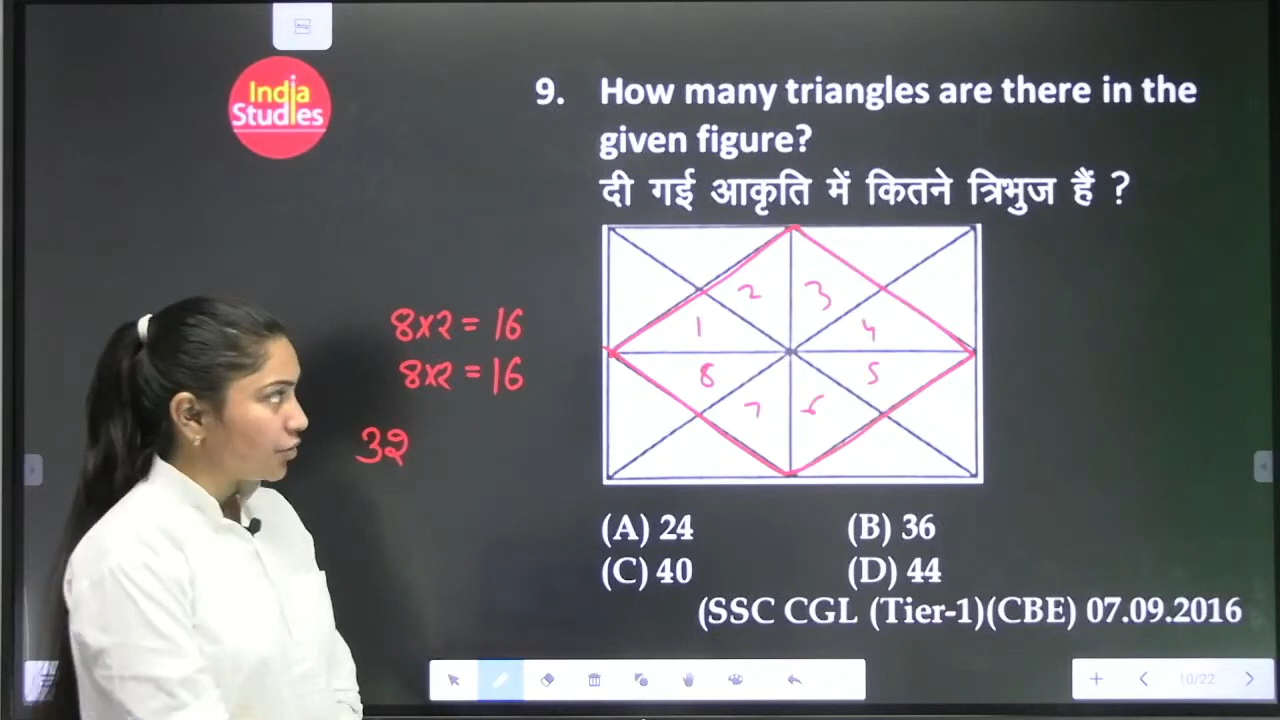 India
Studies
9. How many triangles are there in the
given figure?
दी गई आकृति में कितने त्रिभुज हैं ?
2 3
1 4
8 5
7 6
8x2 = 16
8x2 = 16
32
(A) 24 (B) 36
(C) 40 (D) 44
(SSC CGL (Tier-1)(CBE) 07.09.2016
10/22